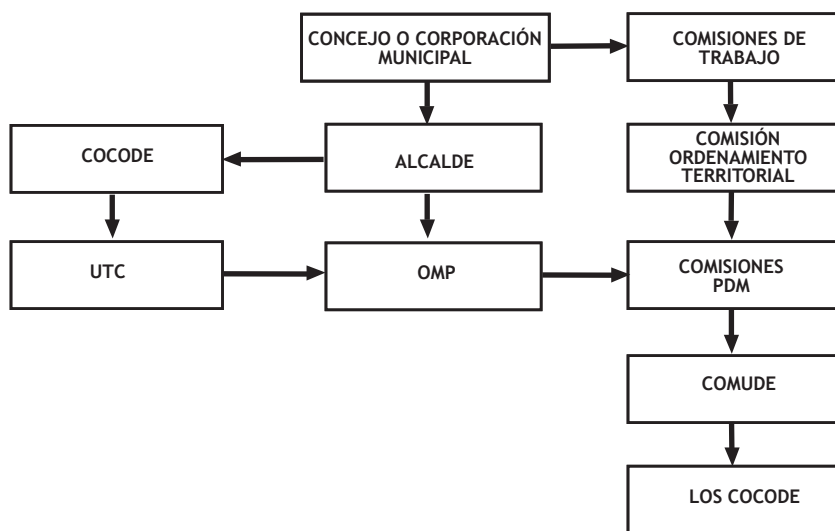 CONCEJO O CORPORACIÓN
MUNICIPAL
COMISIONES DE
TRABAJO
COCODE
ALCALDE
COMISIÓN
ORDENAMIENTO
TERRITORIAL
UTC
OMP
COMISIONES
PDM
COMUDE
LOS COCODE